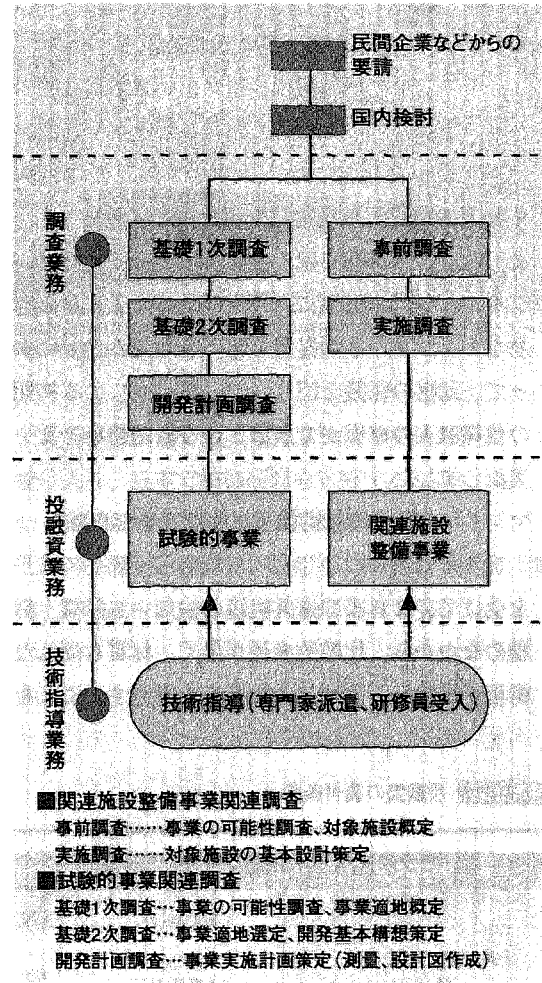 民間企業などからの
要請
国内検討
調査業務
基礎1次調査
事前調査
基礎2次調査
実施調査
開発計画調査
投融資業務
試験的事業
関連施設
整備事業
技術指導業務
技術指導(専門家派遣、研修員受入)
■関連施設整備事業関連調査
事前調査……事業の可能性調査、対象施設概定
実施調査……対象施設の基本設計策定
■試験的事業関連調査
基礎1次調査…事業の可能性調査、事業適地概定
基礎2次調査…事業適地選定、開発基本構想策定
開発計画調査…事業実施計画策定(測量、設計図作成)